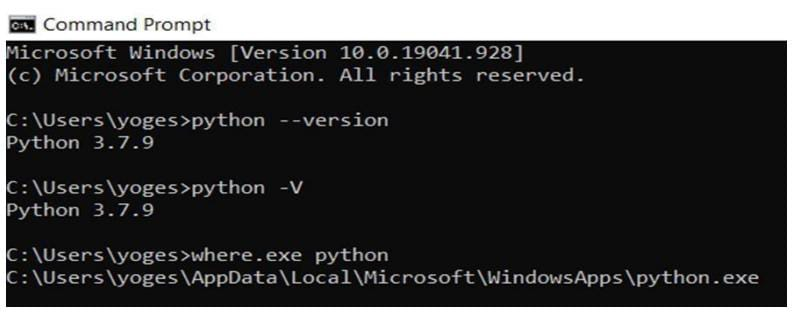 Command Prompt
Microsoft Windows [Version 10.0.19041.928]
(c) Microsoft Corporation. All rights reserved.
C:\Users\yoges>python --version
Python 3.7.9
C:\Users\yoges>python -V
Python 3.7.9
C:\Users\yoges>where.exe python
C:\Users\yoges\AppData\Local\Microsoft\WindowsApps\python.exe